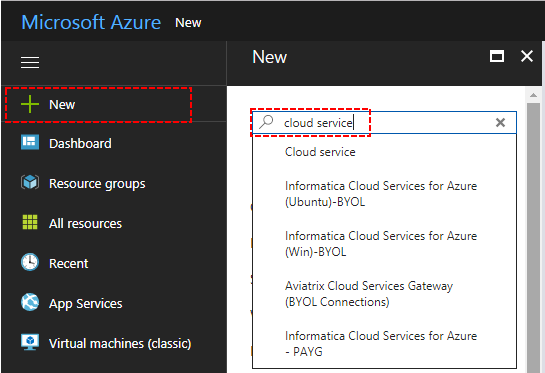 Microsoft Azure New
New
New
cloud service
Dashboard
Resource groups
All resources
Recent
App Services
Virtual machines (classic)
Cloud service
Informatica Cloud Services for Azure
(Ubuntu)-BYOL
Informatica Cloud Services for Azure
(Win)-BYOL
Aviatrix Cloud Services Gateway
(BYOL Connections)
Informatica Cloud Services for Azure
- PAYG